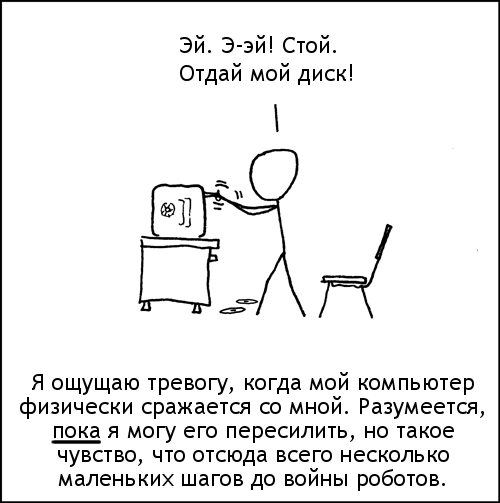 Эй. Э-эй! Стой.
Отдай мой диск!
Я ощущаю тревогу, когда мой компьютер
физически сражается со мной. Разумеется,
пока я могу его пересилить, но такое
чувство, что отсюда всего несколько
маленьких шагов до войны роботов.